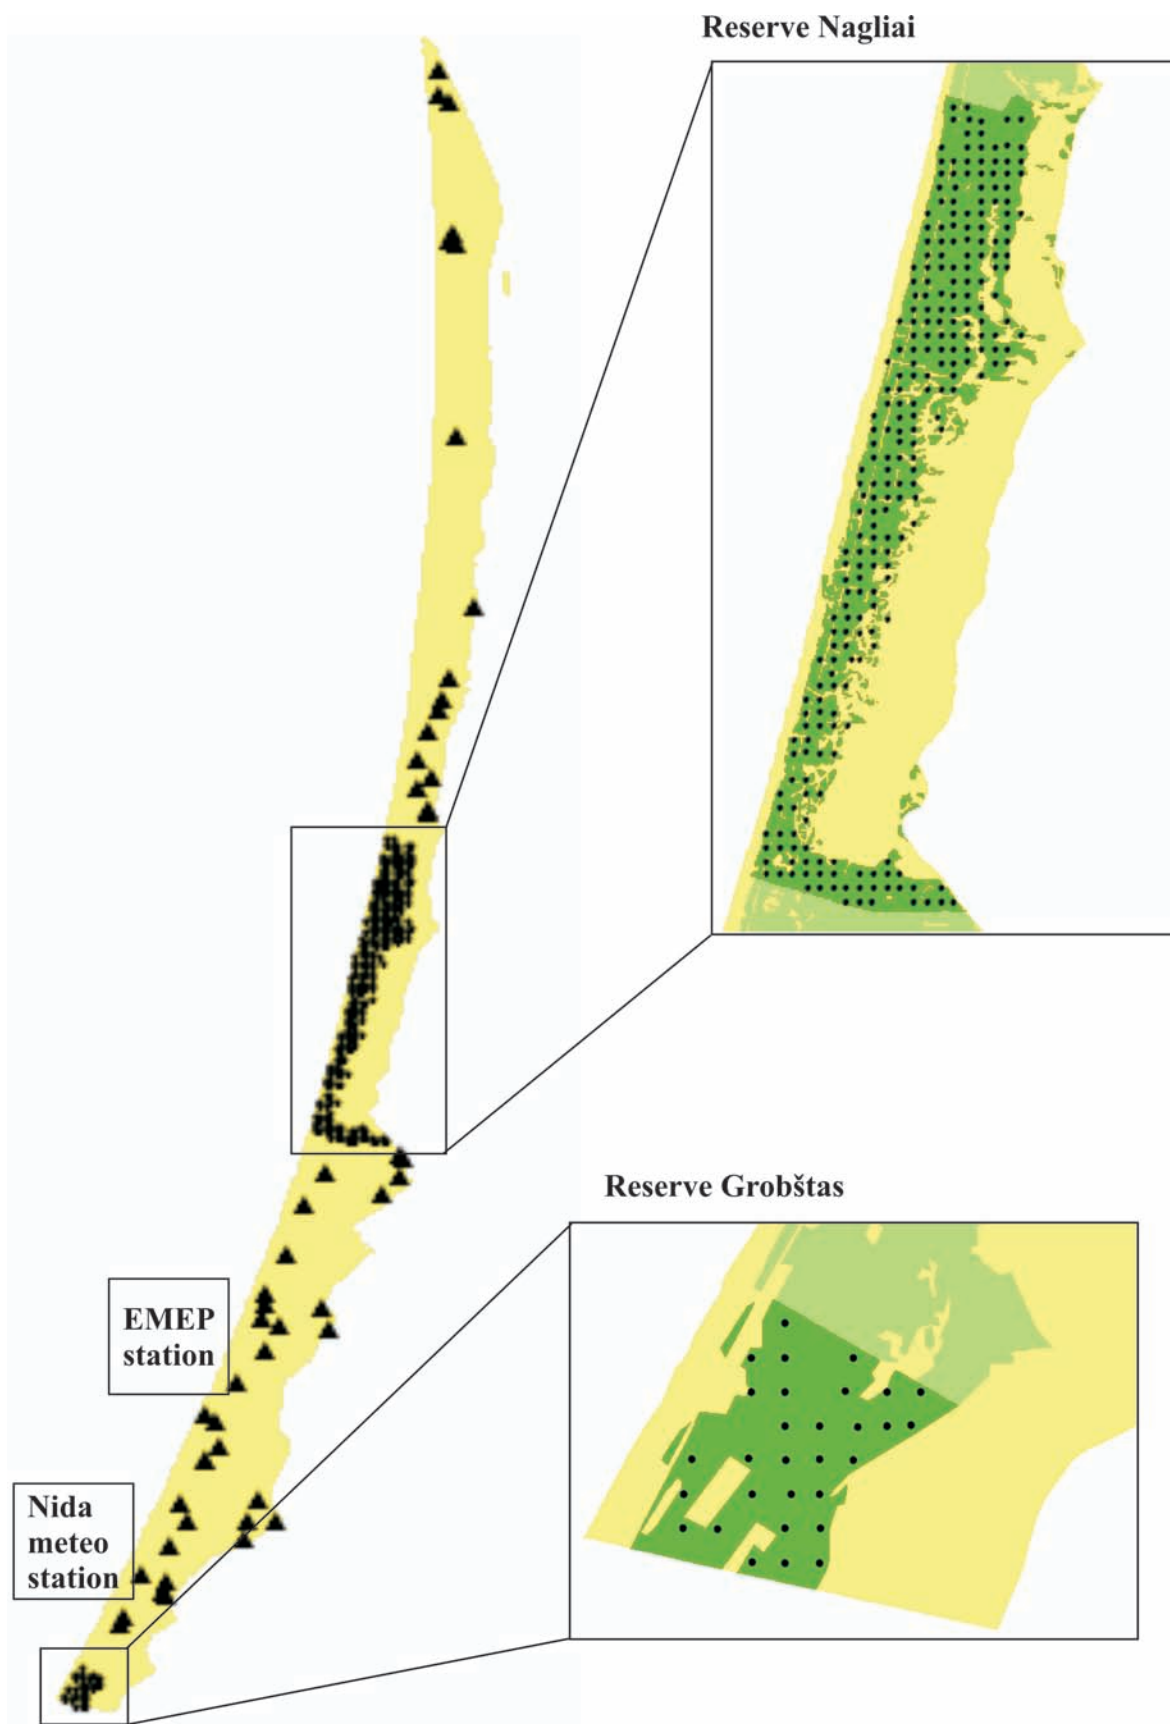 Reserve Nagliai
Reserve Grobštas
EMEP
station
Nida
meteo
station